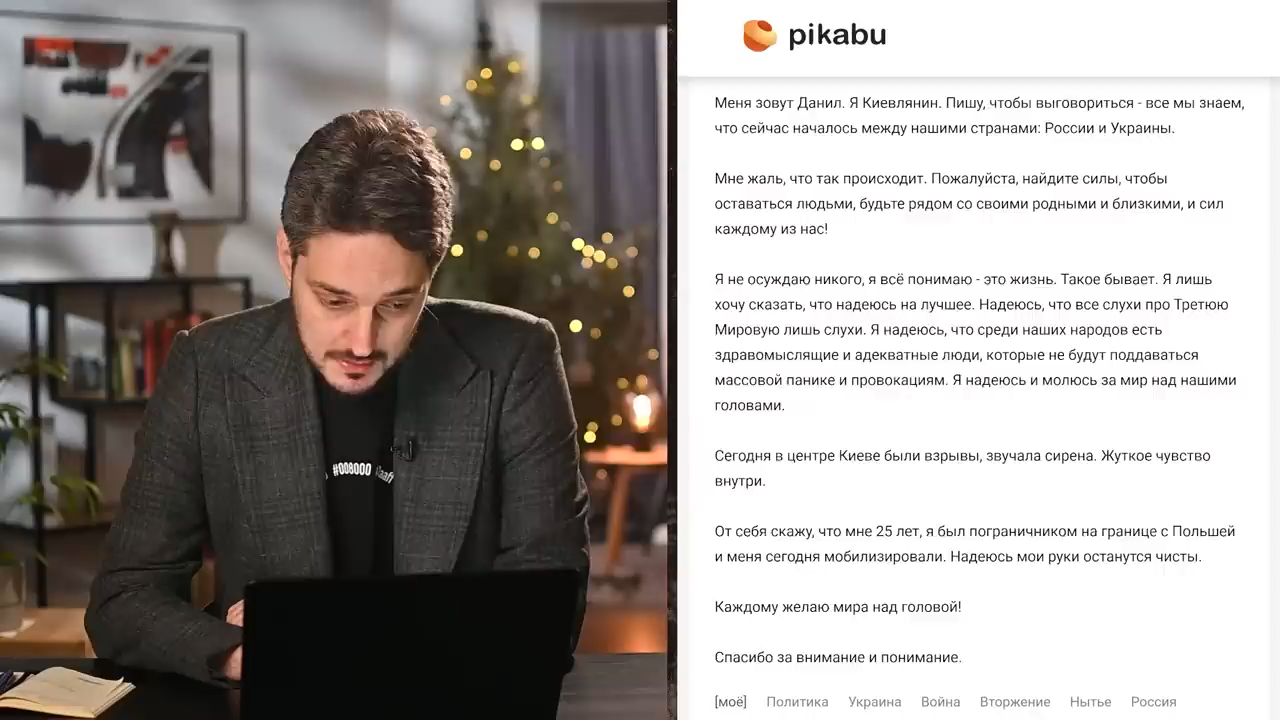 pikabu
Меня зовут Данил. Я Киевлянин. Пишу, чтобы выговориться - все мы знаем,
что сейчас началось между нашими странами: России и Украины.
Мне жаль, что так происходит. Пожалуйста, найдите силы, чтобы
оставаться людьми, будьте рядом со своими родными и близкими, и сил
каждому из нас!
Я не осуждаю никого, я всё понимаю - это жизнь. Такое бывает. Я лишь
хочу сказать, что надеюсь на лучшее. Надеюсь, что все слухи про Третюю
Мировую лишь слухи. Я надеюсь, что среди наших народов есть
здравомыслящие и адекватные люди, которые не будут поддаваться
массовой панике и провокациям. Я надеюсь и молюсь за мир над нашими
головами.
Сегодня в центре Киеве были взрывы, звучала сирена. Жуткое чувство
внутри.
От себя скажу, что мне 25 лет, я был пограничником на границе с Польшей
и меня сегодня мобилизировали. Надеюсь мои руки останутся чисты.
Каждому желаю мира над головой!
Спасибо за внимание и понимание.
[моё] Политика Украина Война Вторжение Нытье Россия
#008000